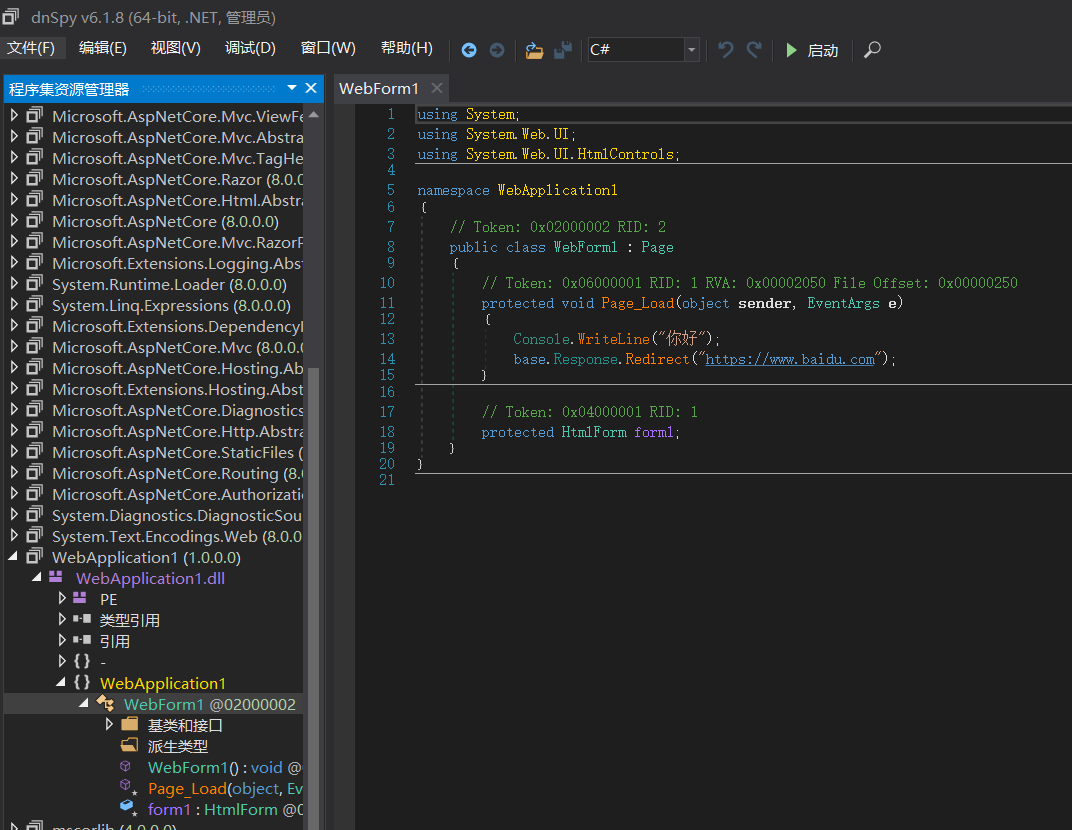 dnSpy v6.1.8 (64-bit, .NET, 管理员)
文件(F) 编辑(E) 视图(V) 调试(D) 窗口(W) 帮助(H) C# 启动
程序集资源管理器
Microsoft.AspNetCore.Mvc.ViewFe
Microsoft.AspNetCore.Mvc.Abstra
Microsoft.AspNetCore.Mvc.TagHe
Microsoft.AspNetCore.Razor (8.0.0
Microsoft.AspNetCore.Html.Abstra
Microsoft.AspNetCore (8.0.0.0)
Microsoft.AspNetCore.Mvc.RazorP
Microsoft.Extensions.Logging.Abs
System.Runtime.Loader (8.0.0.0)
System.Linq.Expressions (8.0.0.0)
Microsoft.Extensions.DependencyI
Microsoft.AspNetCore.Mvc (8.0.0.0
Microsoft.AspNetCore.Hosting.Ab
Microsoft.Extensions.Hosting.Abst
Microsoft.AspNetCore.Diagnostics
Microsoft.AspNetCore.Http.Abstra
Microsoft.AspNetCore.StaticFiles (
Microsoft.AspNetCore.Routing (8.0
Microsoft.AspNetCore.Authorizatio
System.Diagnostics.DiagnosticSou
System.Text.Encodings.Web (8.0.0
WebApplication1 (1.0.0.0)
WebApplication1.dll
PE
类型引用
引用
{ } -
{ } WebApplication1
WebForm1 @02000002
基类和接口
派生类型
WebForm1() : void @
Page_Load(object, Ev
form1 : HtmlForm @0
mscorlib (4.0.0.0)
WebForm1
1 using System;
2 using System.Web.UI;
3 using System.Web.UI.HtmlControls;
4
5 namespace WebApplication1
6 {
7 // Token: 0x02000002 RID: 2
8 public class WebForm1 : Page
9 {
10 // Token: 0x06000001 RID: 1 RVA: 0x00002050 File Offset: 0x00000250
11 protected void Page_Load(object sender, EventArgs e)
12 {
13 Console.WriteLine("你好");
14 base.Response.Redirect("https://www.baidu.com");
15 }
16
17 // Token: 0x04000001 RID: 1
18 protected HtmlForm form1;
19 }
20 }
21